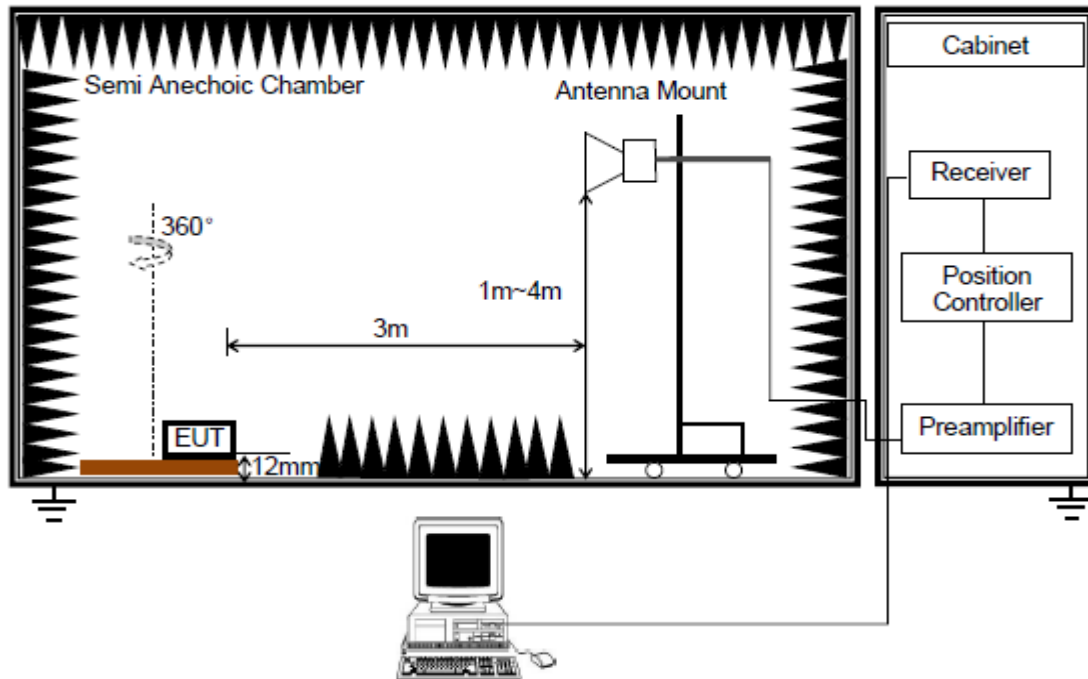 Semi Anechoic Chamber
Antenna Mount
360°
1m~4m
3m
EUT
12mm
Cabinet
Receiver
Position
Controller
Preamplifier